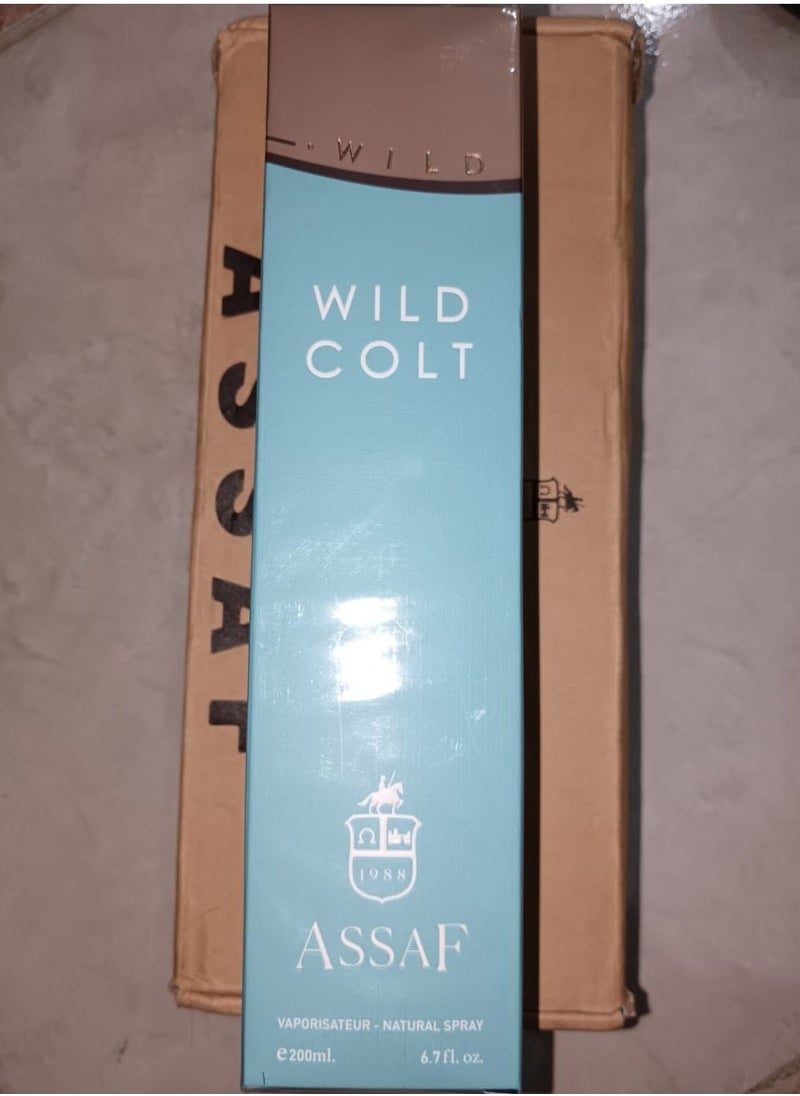 WILD
WILD
COLT
ASSAF
1988
ASSAF
VAPORISATEUR - NATURAL SPRAY
e 200ml. 6.7 fl. oz.